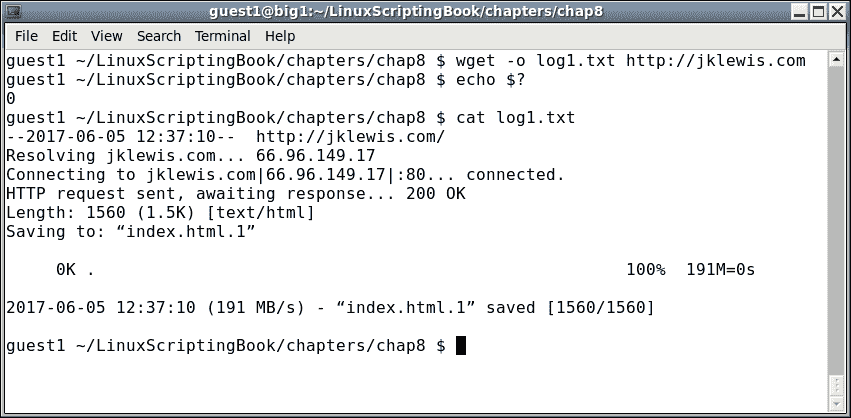 guest1@big1:~/LinuxScriptingBook/chapters/chap8
File Edit View Search Terminal Help
guest1 ~/LinuxScriptingBook/chapters/chap8 $ wget -o log1.txt http://jklewis.com
guest1 ~/LinuxScriptingBook/chapters/chap8 $ echo $?
0
guest1 ~/LinuxScriptingBook/chapters/chap8 $ cat log1.txt
--2017-06-05 12:37:10--  http://jklewis.com/
Resolving jklewis.com... 66.96.149.17
Connecting to jklewis.com|66.96.149.17|:80... connected.
HTTP request sent, awaiting response... 200 OK
Length: 1560 (1.5K) [text/html]
Saving to: “index.html.1”
0K .                                                     100%  191M=0s
2017-06-05 12:37:10 (191 MB/s) - “index.html.1” saved [1560/1560]
guest1 ~/LinuxScriptingBook/chapters/chap8 $